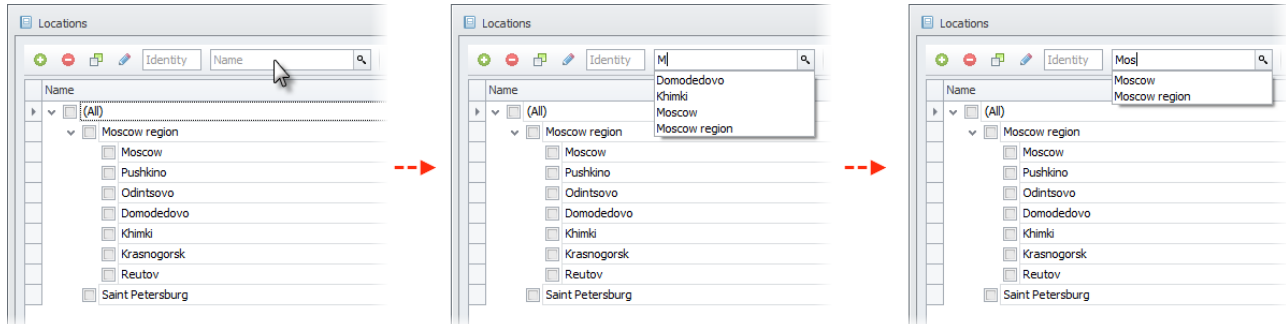 Locations
Identity Name
Name
(All)
Moscow region
Moscow
Pushkino
Odintsovo
Domodedovo
Khimki
Krasnogorsk
Reutov
Saint Petersburg
Locations
Identity M
Domodedovo
Khimki
Moscow
Moscow region
Name
(All)
Moscow region
Moscow
Pushkino
Odintsovo
Domodedovo
Khimki
Krasnogorsk
Reutov
Saint Petersburg
Locations
Identity Mos
Moscow
Moscow region
Name
(All)
Moscow region
Moscow
Pushkino
Odintsovo
Domodedovo
Khimki
Krasnogorsk
Reutov
Saint Petersburg